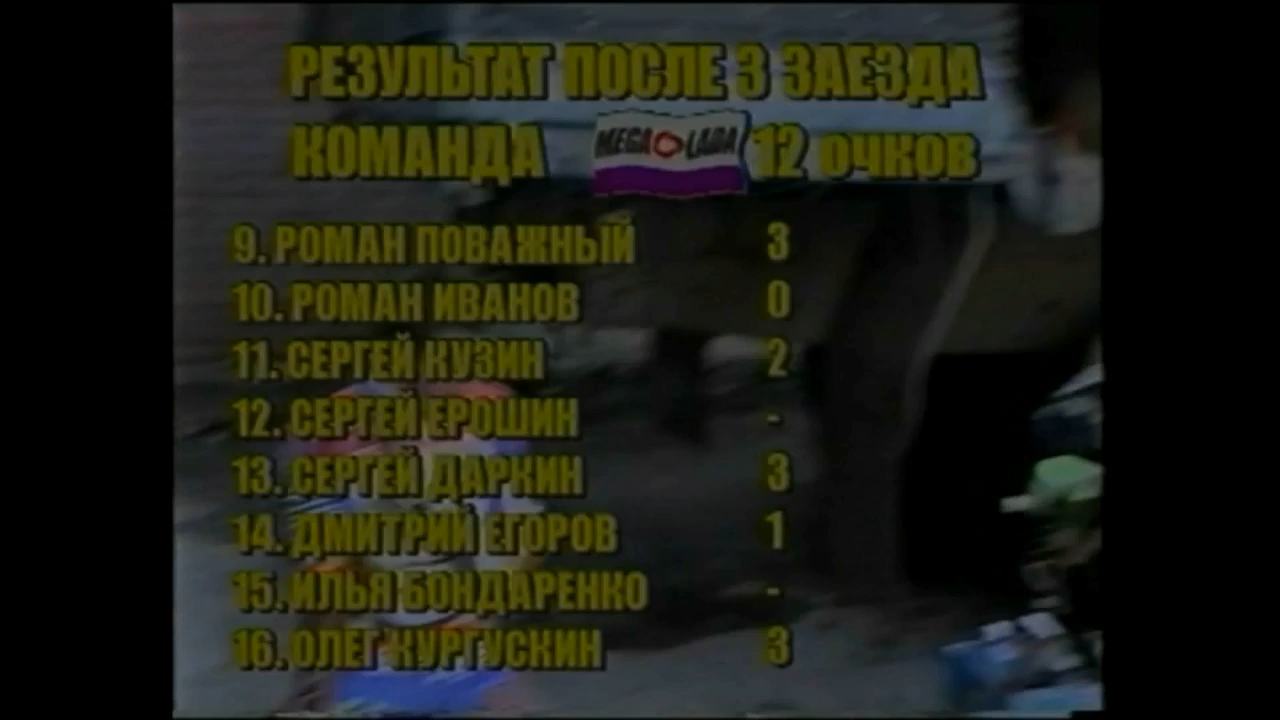 РЕЗУЛЬТАТ ПОСЛЕ 3 ЗАЕЗДА
КОМАНДА MEGA LADA 12 ОЧКОВ
9. РОМАН ПОВАЖНЫЙ 3
10. РОМАН ИВАНОВ 0
11. СЕРГЕЙ КУЗИН 2
12. СЕРГЕЙ ЕРОШИН -
13. СЕРГЕЙ ДАРКИН 3
14. ДМИТРИЙ ЕГОРОВ 1
15. ИЛЬЯ БОНДАРЕНКО -
16. ОЛЕГ КУРГУСКИН 3